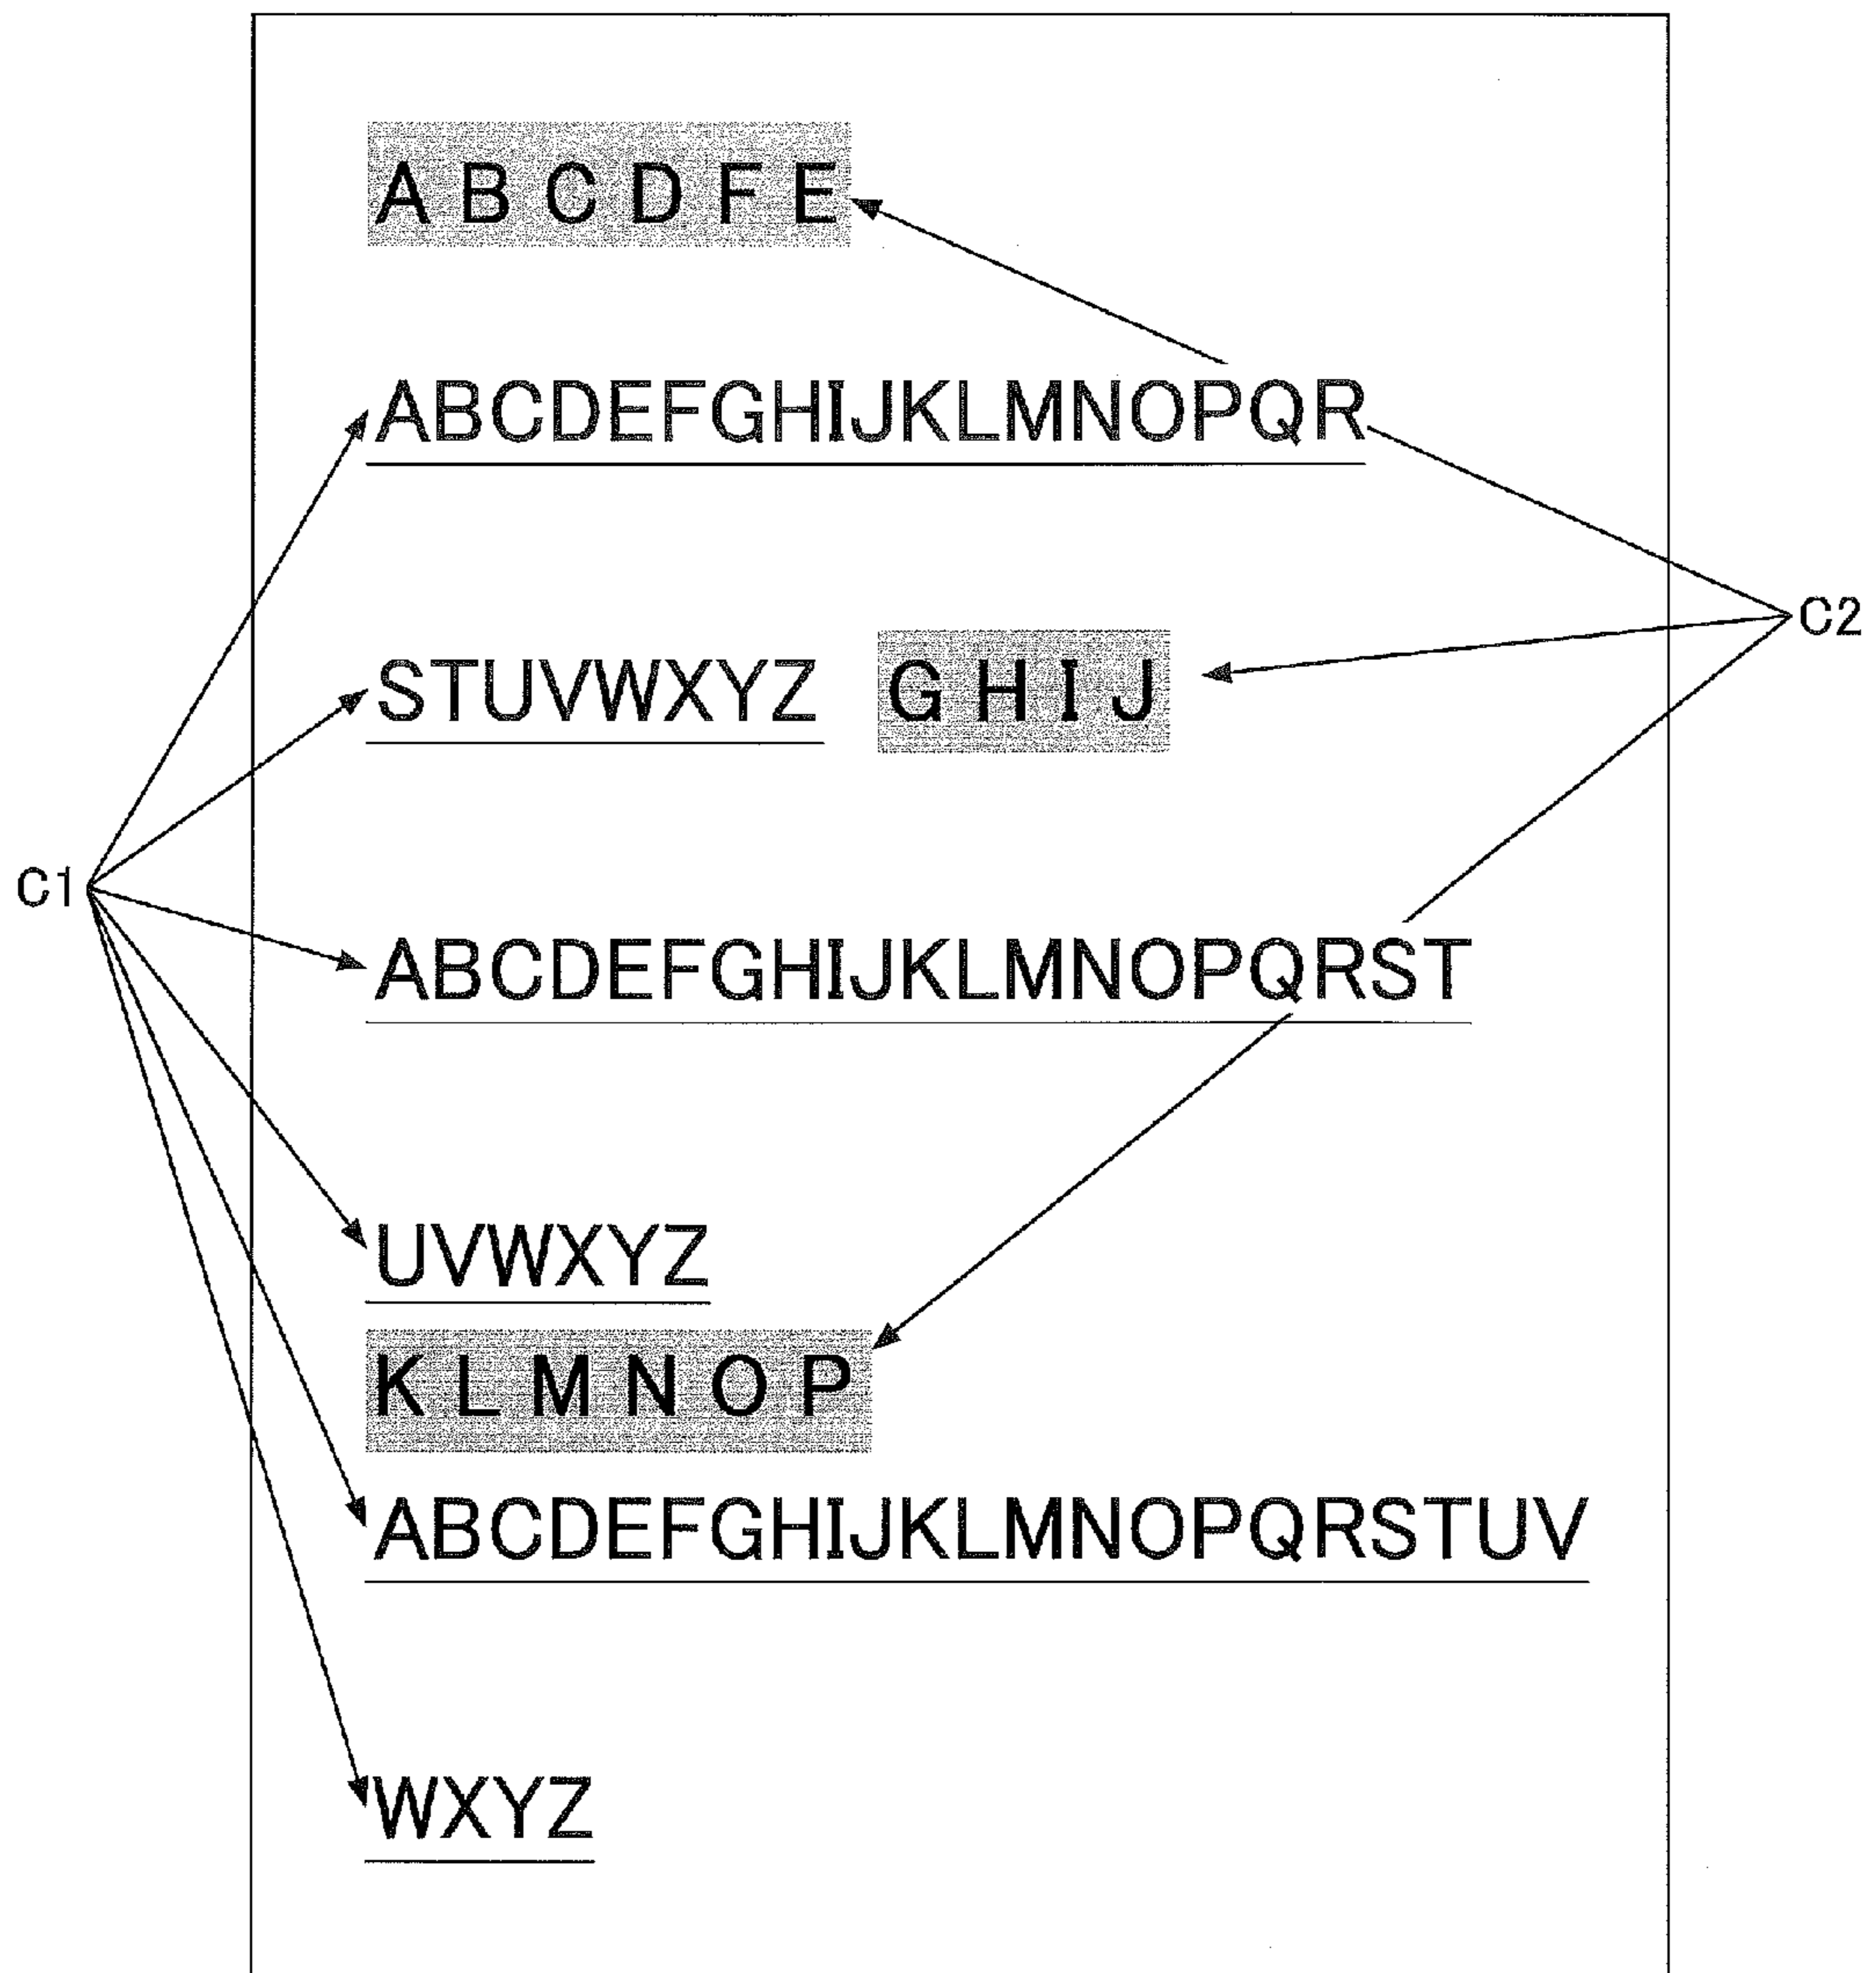 A B C D F E
ABCDEFGHIJKLMNOPQR
C2
STUVWXYZ G H I J
C1
ABCDEFGHIJKLMNOPQRST
UVWXYZ
K L M N O P
ABCDEFGHIJKLMNOPQRSTUV
WXYZ